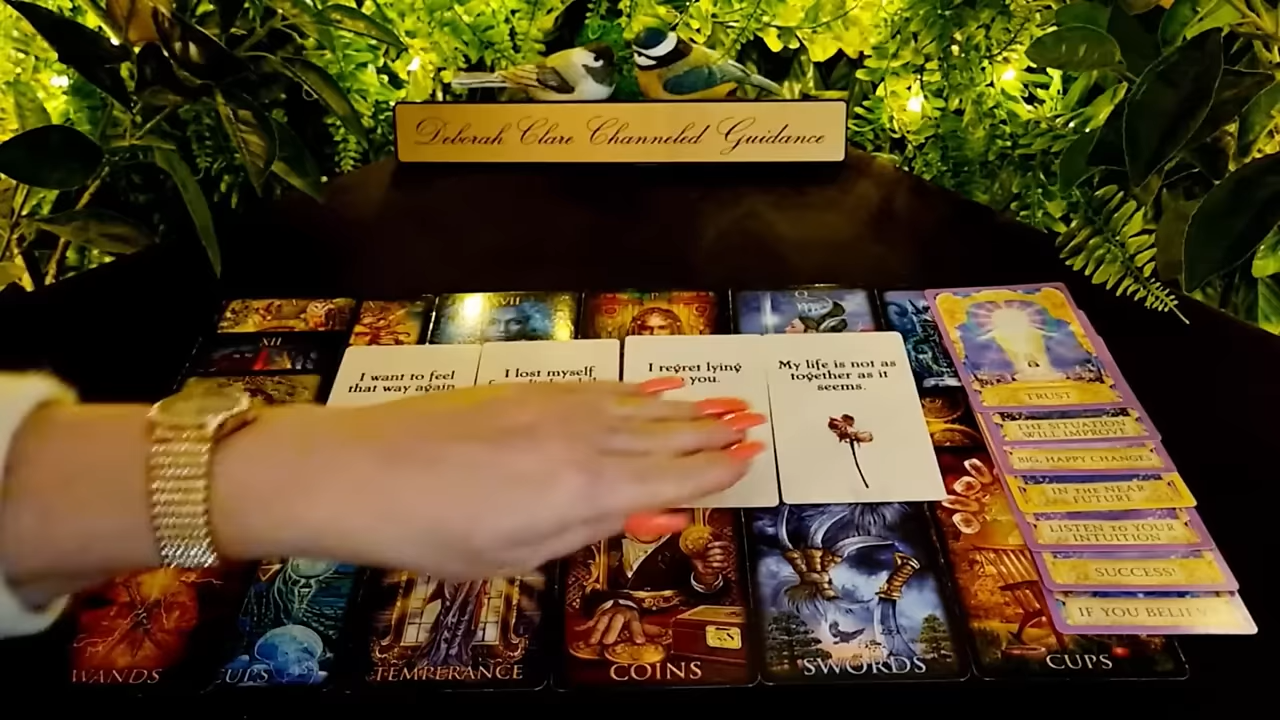 Deborah Clare Channeled Guidance
VII
XII
Q
I want to feel
that way again
I lost myself
I regret lying
you.
My life is not as
together as it
seems.
TRUST
THE SITUATION
WILL IMPROVE
BIG, HAPPY CHANGES
IN THE NEAR
FUTURE
LISTEN TO YOUR
INTUITION
SUCCESS!
IF YOU
WANDS
CUPS
TEMPERANCE
COINS
SWORDS
CUPS